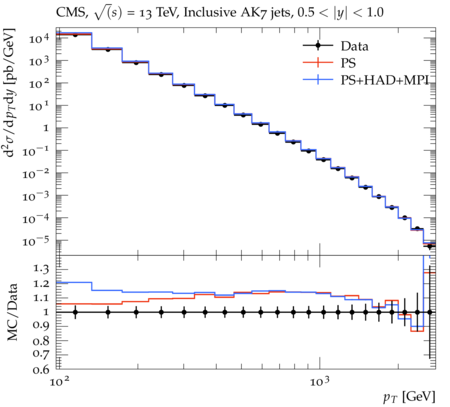 CMS, √(s) = 13 TeV, Inclusive AK7 jets, 0.5 < |y| < 1.0
d²σ/dp_T dy [pb/GeV]
10⁴
10³
10²
10¹
1
10⁻¹
10⁻²
10⁻³
10⁻⁴
10⁻⁵
Data
PS
PS+HAD+MPI
MC/Data
1.3
1.2
1.1
1
0.9
0.8
0.7
0.6
10²
10³
p_T [GeV]